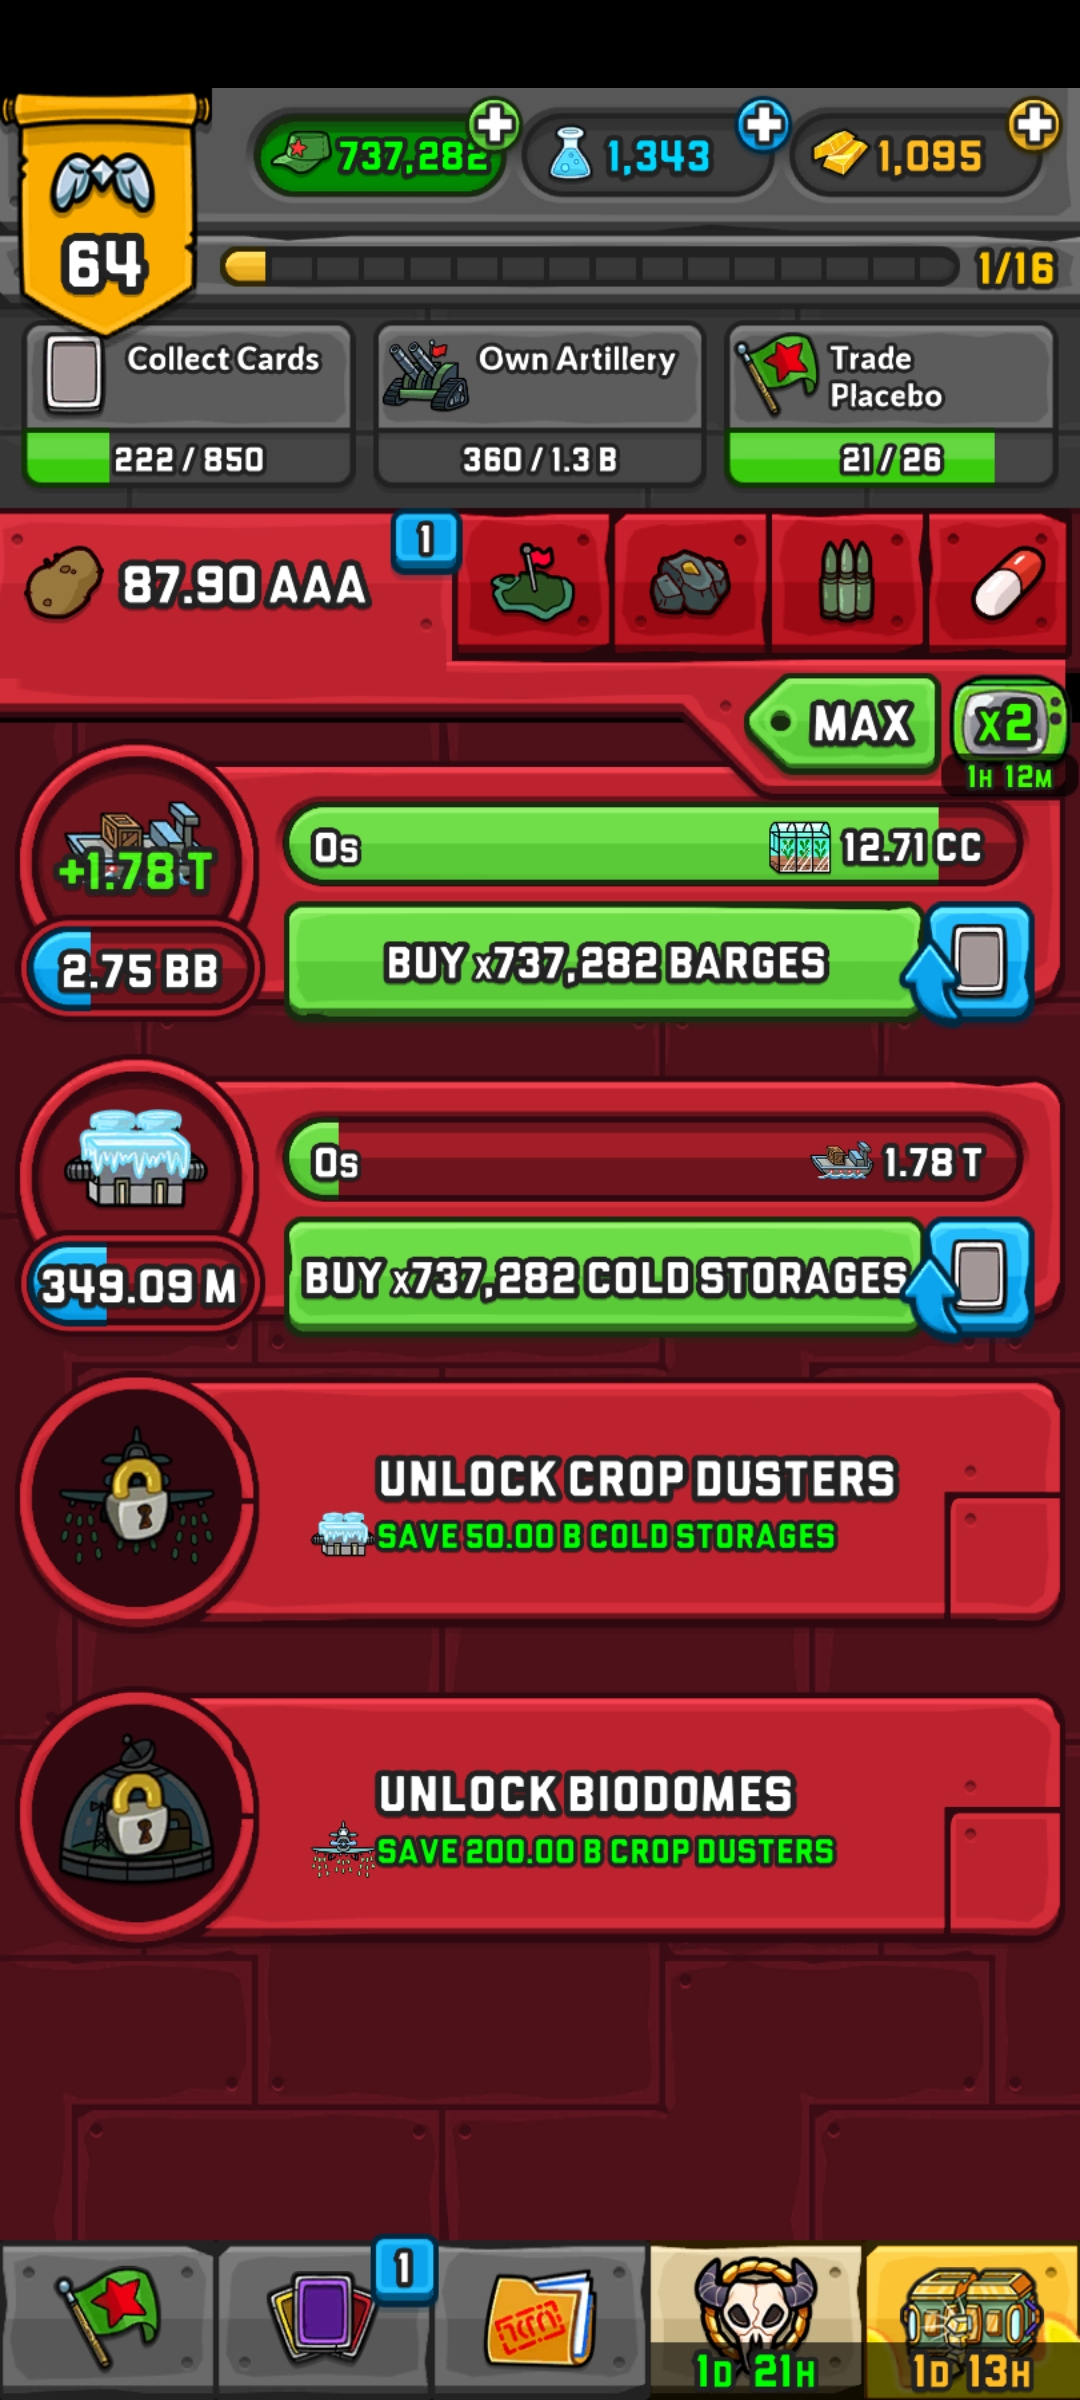 64
737,282
1,343
1,095
1/16
Collect Cards
222 / 850
Own Artillery
360 / 1.3 B
Trade
Placebo
21 / 26
87.90 AAA
1
MAX
x2
1H 12M
+1.78 T
0s
12.71 CC
2.75 BB
BUY x737,282 BARGES
0s
1.78 T
349.09 M
BUY x737,282 COLD STORAGES
UNLOCK CROP DUSTERS
SAVE 50.00 B COLD STORAGES
UNLOCK BIODOMES
SAVE 200.00 B CROP DUSTERS
1
1D 21H
1D 13H